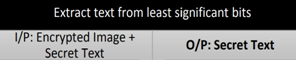 Extract text from least significant bits
I/P: Encrypted Image +
Secret Text
O/P: Secret Text